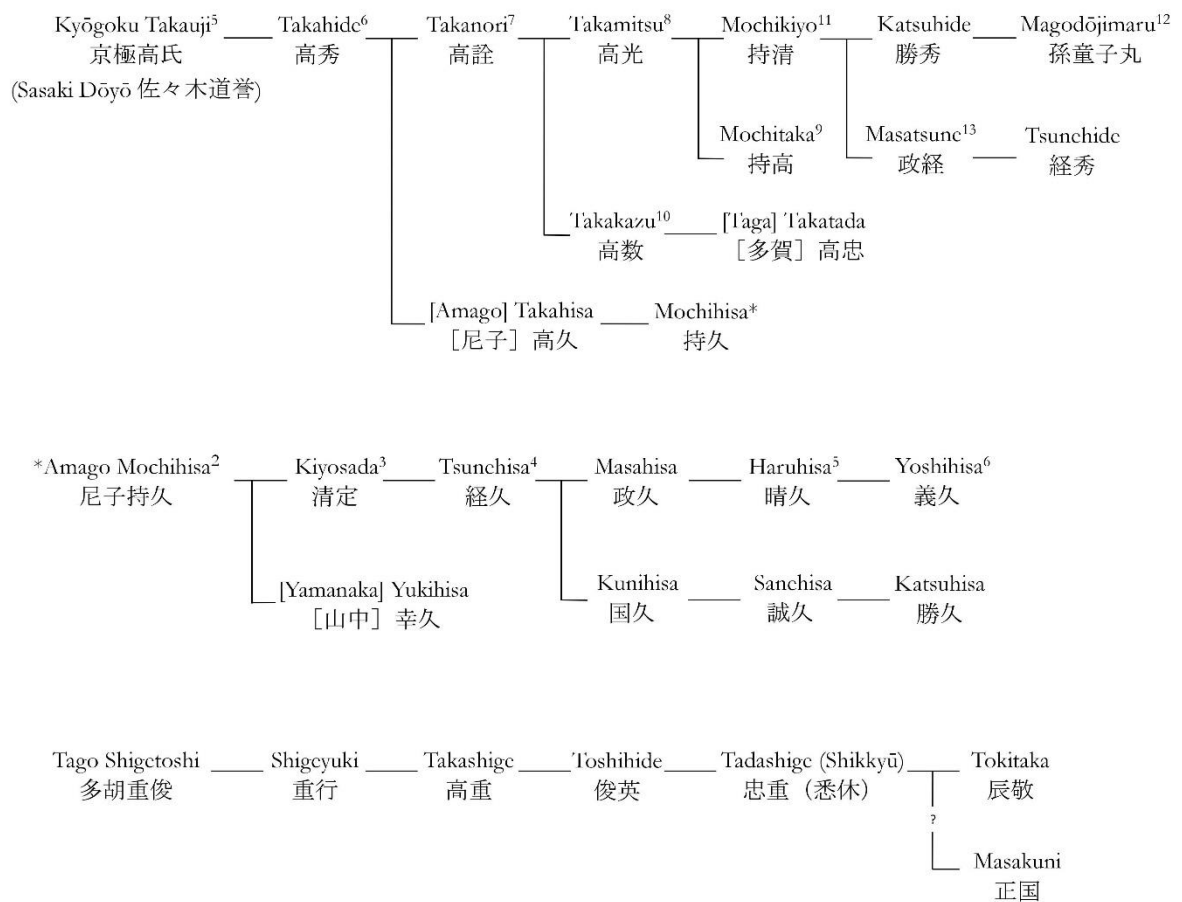 Kyōgoku Takauji⁵ Takahide⁶ Takanori⁷ Takamitsu⁸ Mochikiyo¹¹ Katsuhide Magodōjimaru¹²
京極高氏 高秀 高詮 高光 持清 勝秀 孫童子丸
(Sasaki Dōyō 佐々木道誉)
Mochitaka⁹ Masatsune¹³ Tsunehide
持高 政経 経秀
Takakazu¹⁰ [Taga] Takatada
高数 ［多賀］高忠
[Amago] Takahisa Mochihisa*
［尼子］高久 持久
*Amago Mochihisa² Kiyosada³ Tsunehisa⁴ Masahisa Haruhisa⁵ Yoshihisa⁶
尼子持久 清定 経久 政久 晴久 義久
[Yamanaka] Yukihisa Kunihisa Sanehisa Katsuhisa
［山中］幸久 国久 誠久 勝久
Tago Shigetoshi Shigeyuki Takashige Toshihide Tadashige (Shikkyū) Tokitaka
多胡重俊 重行 高重 俊英 忠重（悉休） 辰敬
?
Masakuni
正国